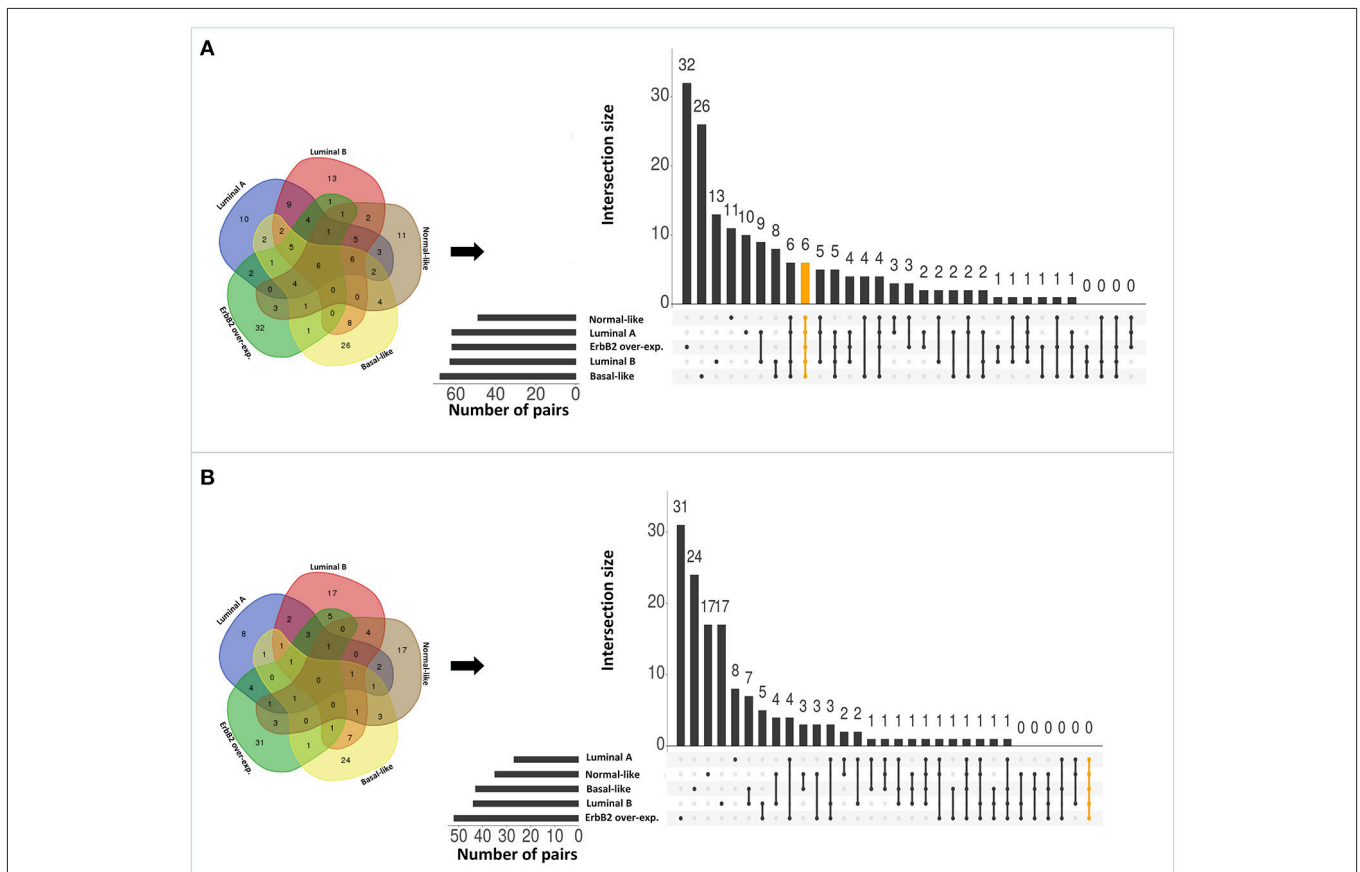 A
Luminal B
13
Luminal A
9
1
10
4
1
2
11
1
5
Normal-like
2
2
5
3
6
1
6
2
2
0
4
0
0
4
3
1
0
32
1
8
ErbB2 over-exp.
26
Basal-like
Normal-like
Luminal A
ErbB2 over-exp.
Luminal B
Basal-like
60 40 20 0
Number of pairs
Intersection size
30
20
10
0
32 26 13 11 10 9 8 6 6 5 5 4 4 4 3 3 2 2 2 2 2 1 1 1 1 1 1 0 0 0 0
B
Luminal B
17
Luminal A
2
5
8
3
0
4
17
1
0
Normal-like
1
1
1
2
1
0
0
1
4
1
1
0
1
3
3
0
1
31
1
7
ErbB2 over-exp.
24
Basal-like
Luminal A
Normal-like
Basal-like
Luminal B
ErbB2 over-exp.
50 40 30 20 10 0
Number of pairs
Intersection size
30
20
10
0
31 24 17 17 8 7 5 4 4 3 3 3 2 2 1 1 1 1 1 1 1 1 1 1 1 0 0 0 0 0 0